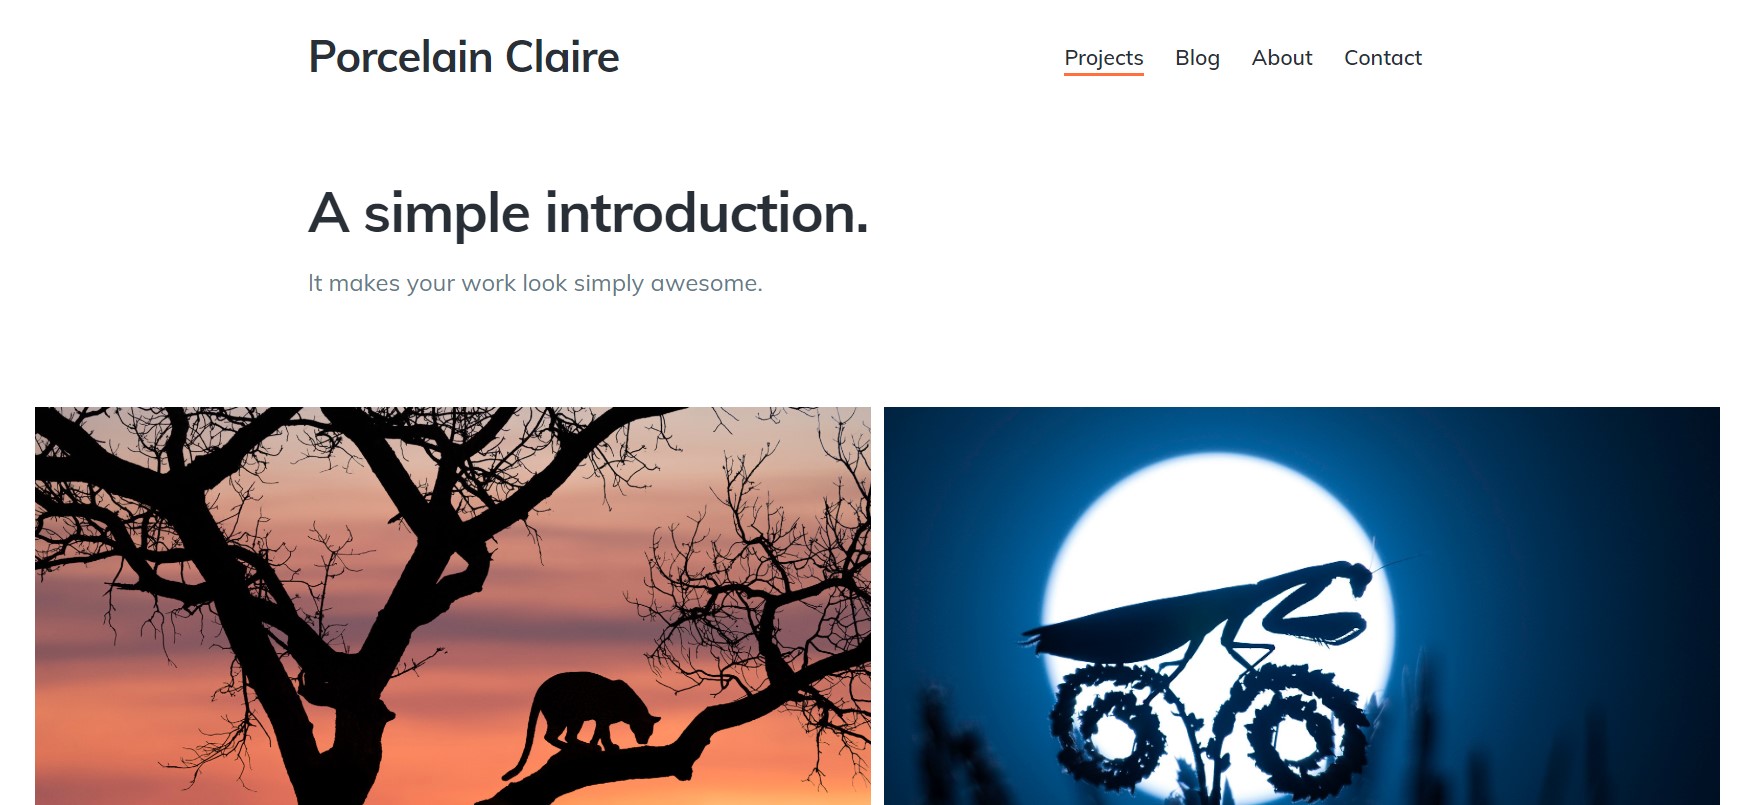 Porcelain Claire
Projects Blog About Contact
A simple introduction.
It makes your work look simply awesome.